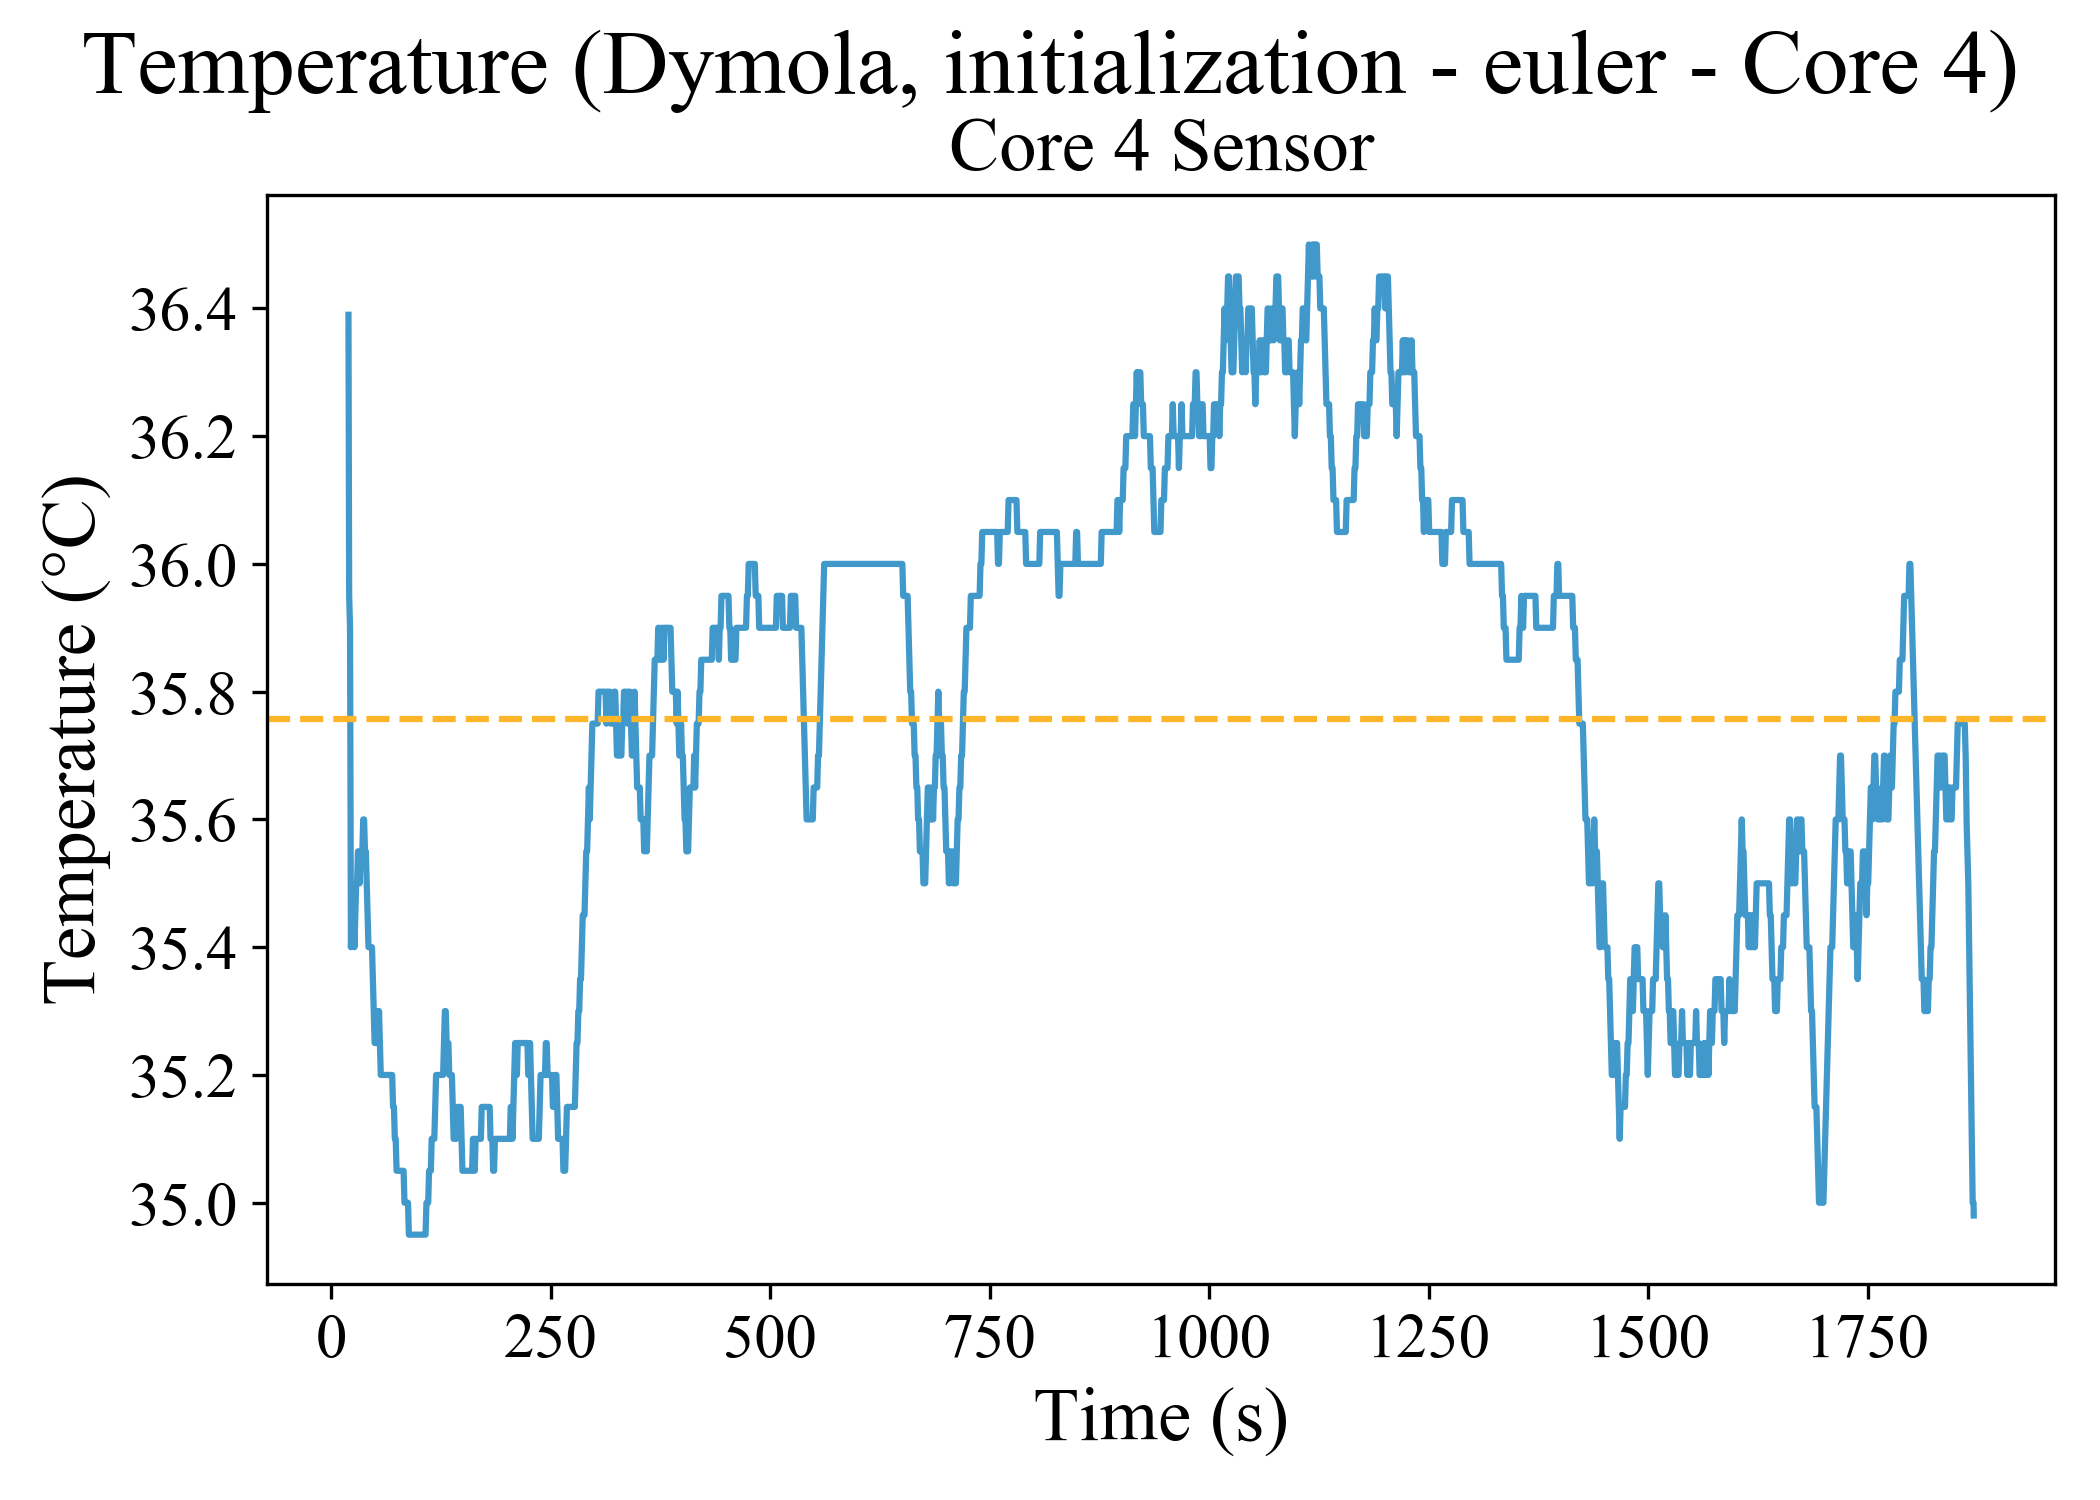 Temperature (Dymola, initialization - euler - Core 4)
Core 4 Sensor
Temperature (°C)
36.4
36.2
36.0
35.8
35.6
35.4
35.2
35.0
0 250 500 750 1000 1250 1500 1750
Time (s)